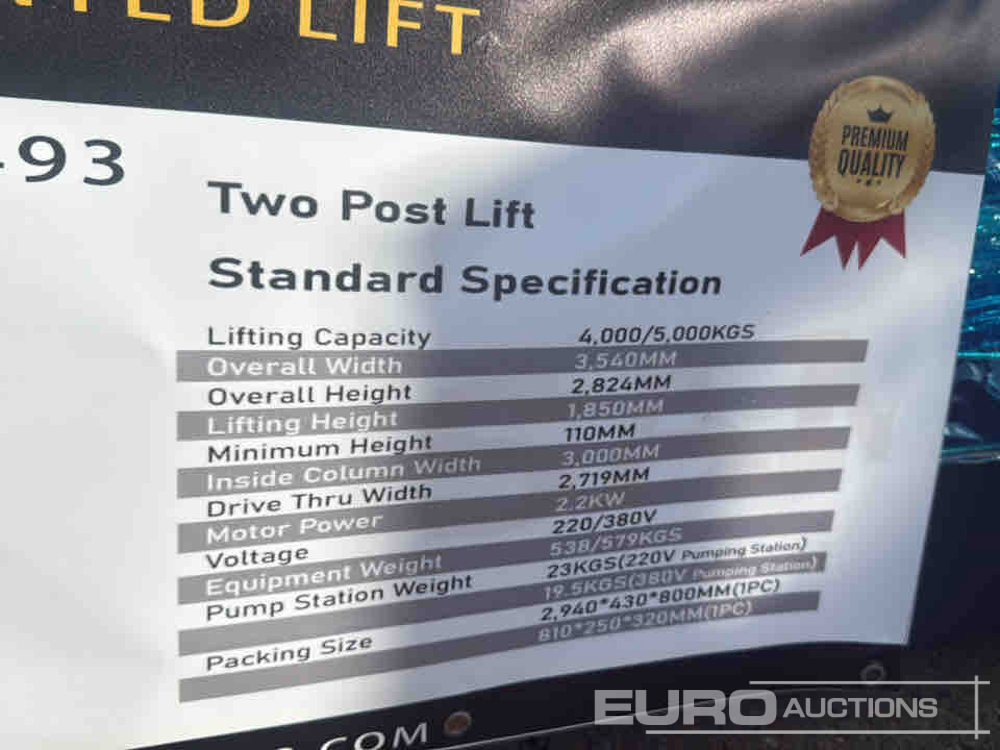 LIFT
93
PREMIUM
QUALITY
Two Post Lift
Standard Specification
Lifting Capacity 4,000/5,000KGS
Overall Width 3,540MM
Overall Height 2,824MM
Lifting Height 1,850MM
Minimum Height 110MM
Inside Column Width 3,000MM
Drive Thru Width 2,719MM
Motor Power 2.2KW
Voltage 220/380V
Equipment Weight 538/579KGS
Pump Station Weight 23KGS(220V Pumping Station)
19.5KGS(380V Pumping Station)
Packing Size 2,940*430*800MM(1PC)
810*250*320MM(1PC)
.COM
EURO AUCTIONS